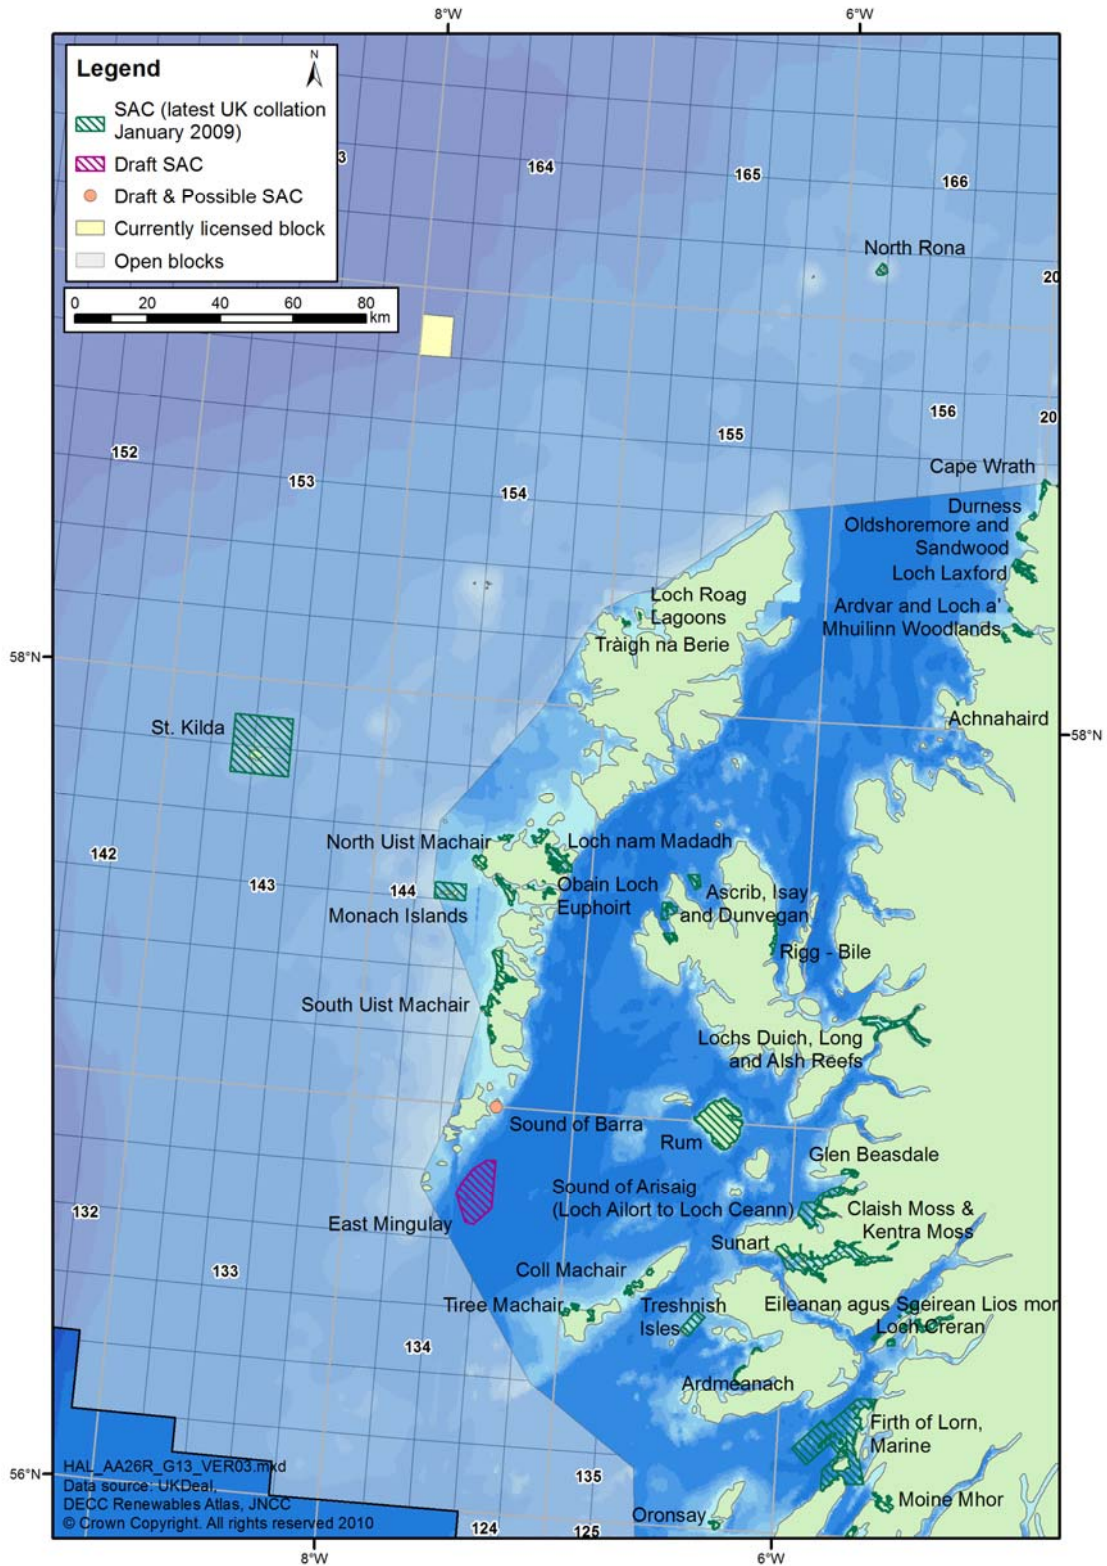 8°W
6°W
Legend
N
SAC (latest UK collation
January 2009)
Draft SAC
Draft & Possible SAC
Currently licensed block
Open blocks
0 20 40 60 80
km
3
164
165
166
North Rona
20
156
20
155
152
153
154
Cape Wrath
Durness
Oldshoremore and
Sandwood
Loch Laxford
Ardvar and Loch a'
Mhuilinn Woodlands
Loch Roag
Lagoons
Tràigh na Berie
58°N
St. Kilda
Achnahaird
58°N
North Uist Machair
Loch nam Madadh
142
143
144
Monach Islands
Obain Loch
Euphoirt
Ascrib, Isay
and Dunvegan
Rigg - Bile
South Uist Machair
Lochs Duich, Long
and Alsh Reefs
Sound of Barra
Rum
Glen Beasdale
Sound of Arisaig
(Loch Ailort to Loch Ceann)
Claish Moss &
Kentra Moss
132
East Mingulay
Sunart
133
Coll Machair
Tiree Machair
Treshnish
Isles
Eileanan agus Sgeirean Lios mor
Loch Creran
134
Ardmeanach
Firth of Lorn,
Marine
56°N
HAL_AA26R_G13_VER03.mxd
Data source: UKDeal,
DECC Renewables Atlas, JNCC
© Crown Copyright. All rights reserved 2010
135
Moine Mhor
Oronsay
124
125
8°W
6°W